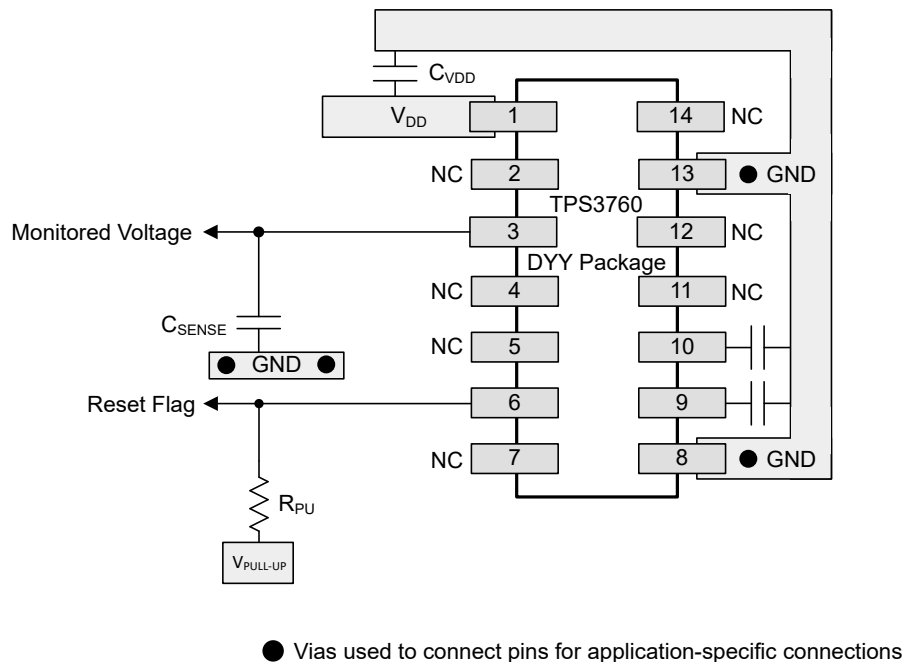 CVDD
VDD
1
14
NC
NC
2
13
GND
TPS3760
Monitored Voltage
3
12
NC
DYY Package
NC
4
11
NC
CSENSE
GND
NC
5
10
Reset Flag
6
9
NC
7
8
GND
RPU
VPULL-UP
Vias used to connect pins for application-specific connections